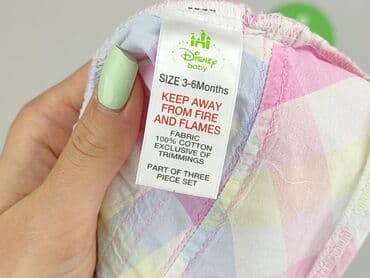 Disney
baby
SIZE 3-6Months
KEEP AWAY
FROM FIRE
AND FLAMES
FABRIC
100% COTTON
EXCLUSIVE OF
TRIMMINGS
PART OF THREE
PIECE SET